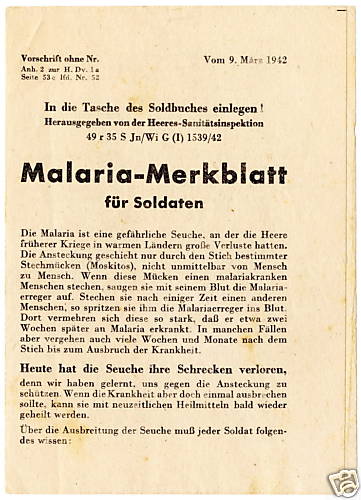 Vorschrift ohne Nr.
Vom 9. März 1942
Anh. 2 zur H. Dv. 1a
Seite 53c lfd. Nr. 52
In die Tasche des Soldbuches einlegen!
Herausgegeben von der Heeres-Sanitätsinspektion
49 r 35 S Jn/Wi G (I) 1539/42
Malaria-Merkblatt
für Soldaten
Die Malaria ist eine gefährliche Seuche, an der die Heere
früherer Kriege in warmen Ländern große Verluste hatten.
Die Ansteckung geschieht nur durch den Stich bestimmter
Stechmücken (Moskitos), nicht unmittelbar von Mensch
zu Mensch. Wenn diese Mücken einen malariakranken
Menschen stechen, saugen sie mit seinem Blut die Malaria-
erreger auf. Stechen sie nach einiger Zeit einen anderen
Menschen, so spritzen sie ihm die Malariaerreger ins Blut.
Dort vermehren sich diese so stark, daß er etwa zwei
Wochen später an Malaria erkrankt. In manchen Fällen
aber vergehen auch viele Wochen und Monate nach dem
Stich bis zum Ausbruch der Krankheit.
Heute hat die Seuche ihre Schrecken verloren,
denn wir haben gelernt, uns gegen die Ansteckung zu
schützen. Wenn die Krankheit aber doch einmal ausbrechen
sollte, kann sie mit neuzeitlichen Heilmitteln bald wieder
geheilt werden.
Über die Ausbreitung der Seuche muß jeder Soldat folgen-
des wissen: